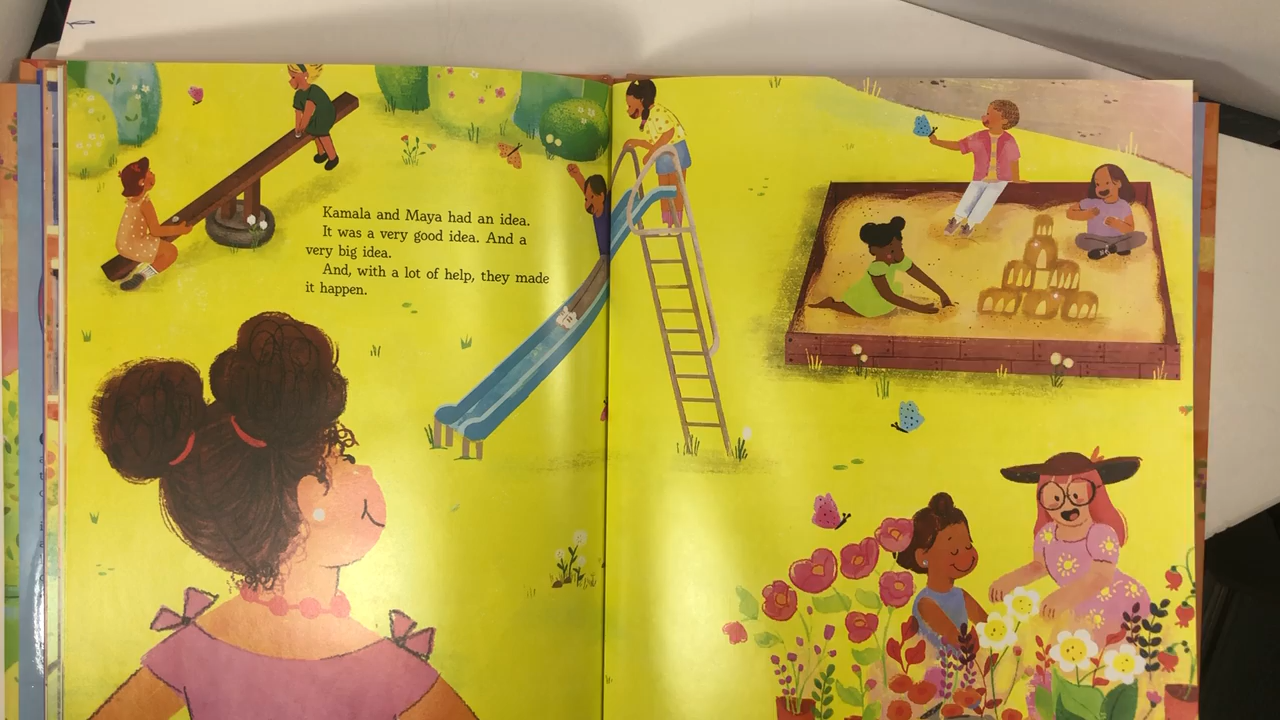 Kamala and Maya had an idea.
It was a very good idea. And a
very big idea.
And, with a lot of help, they made
it happen.